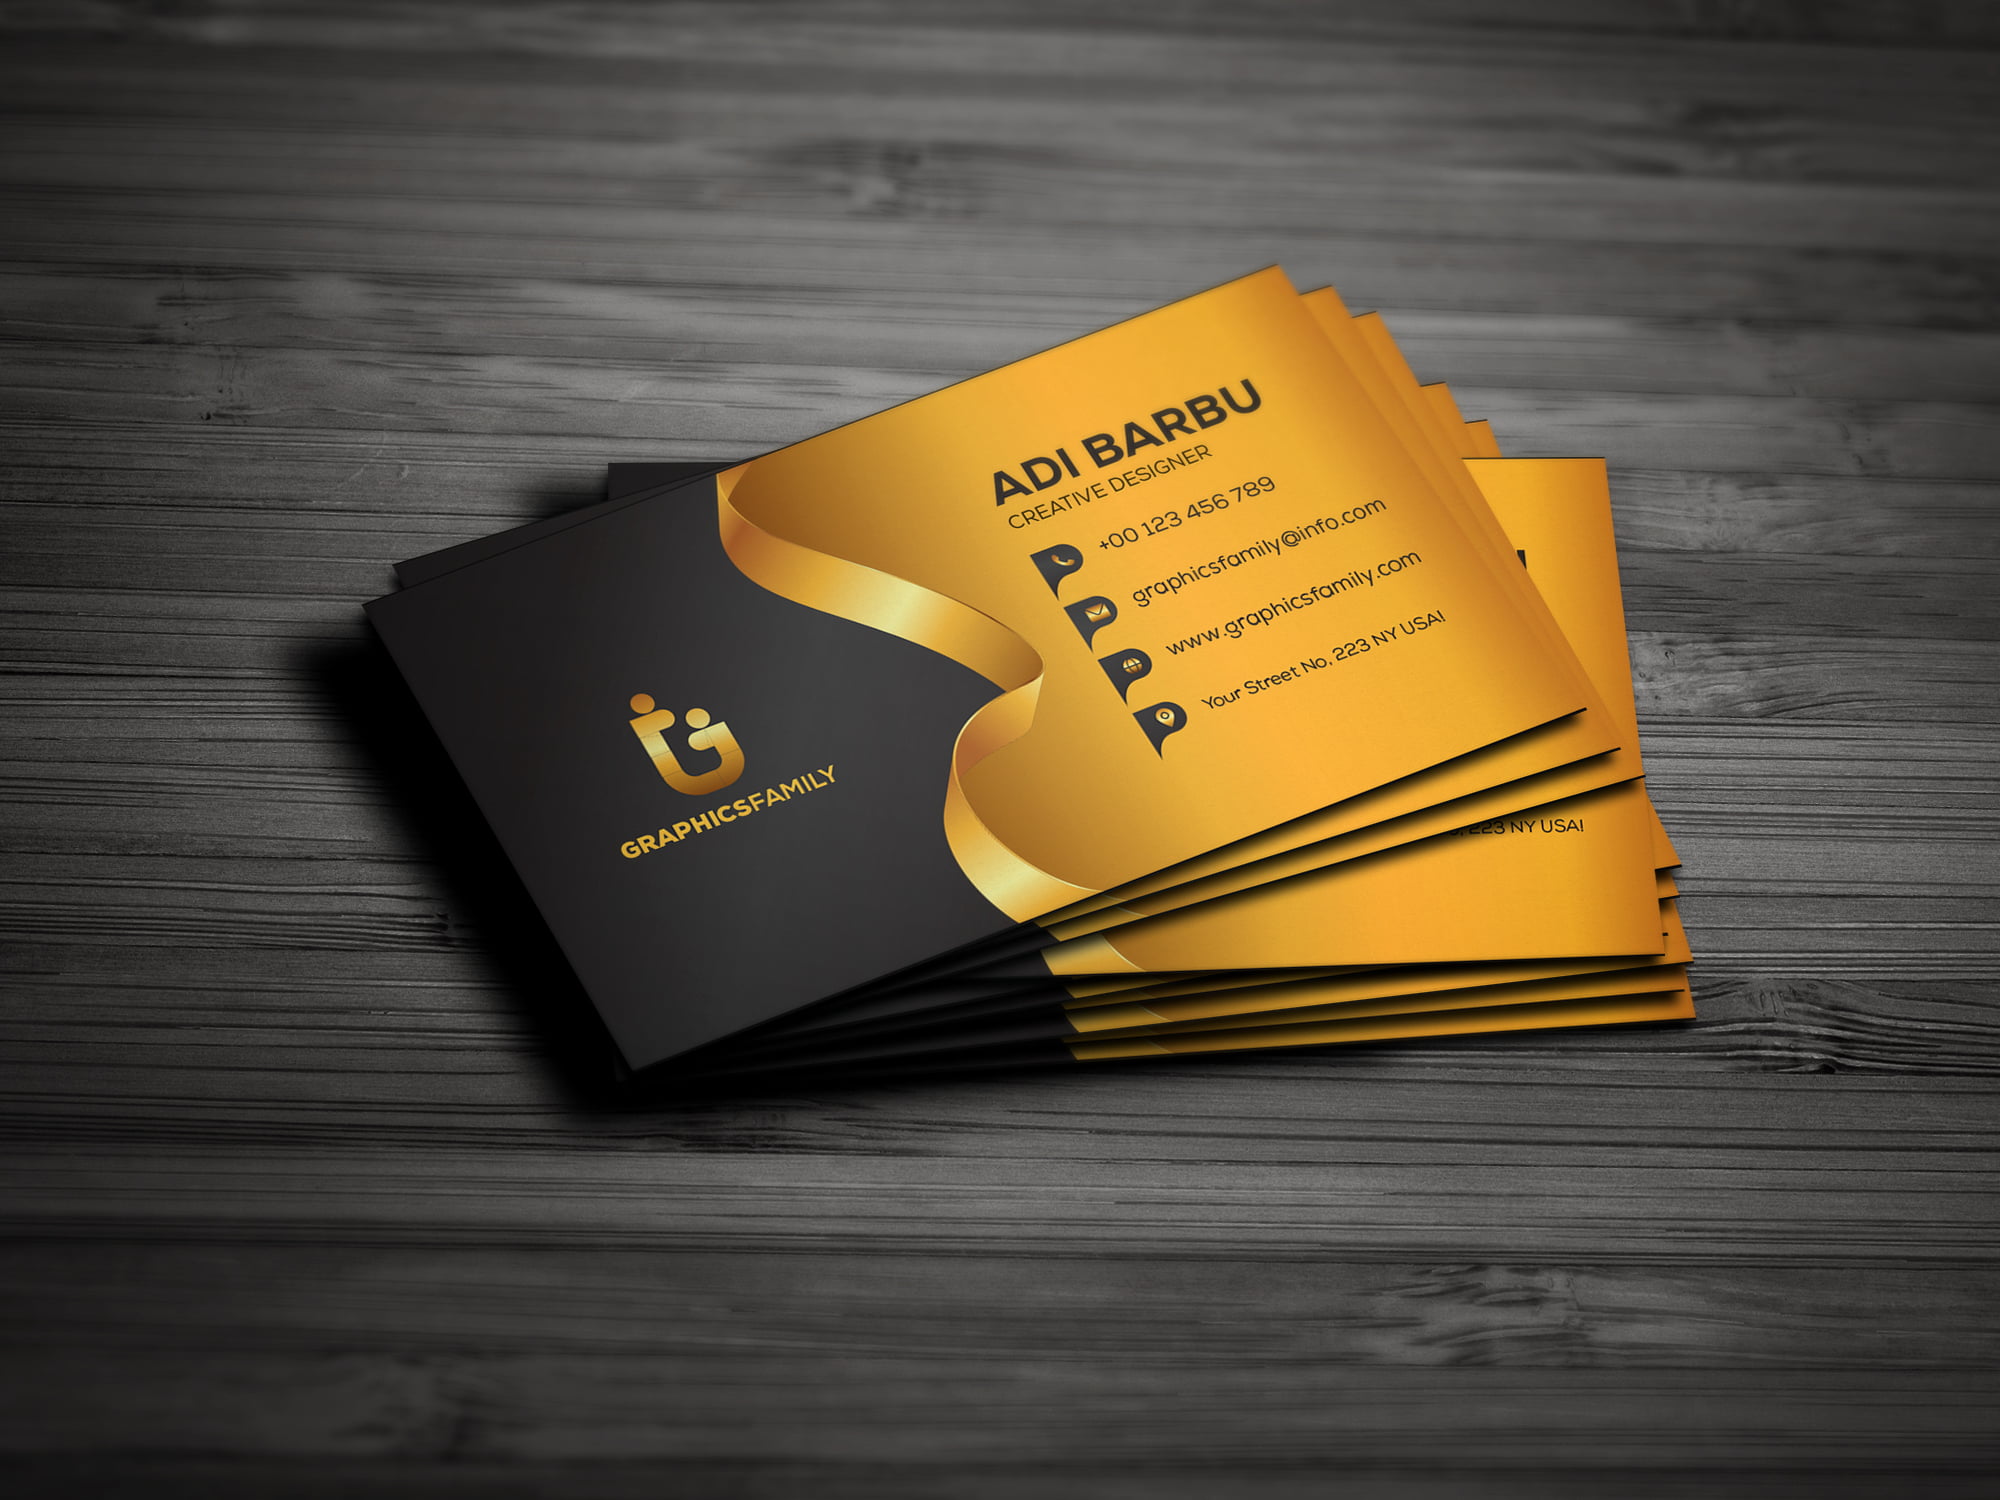 ADI BARBU
CREATIVE DESIGNER
+00 123 456 789
graphicsfamily@info.com
www.graphicsfamily.com
Your Street No, 223 NY USA!
GRAPHICSFAMILY
223 NY USA!